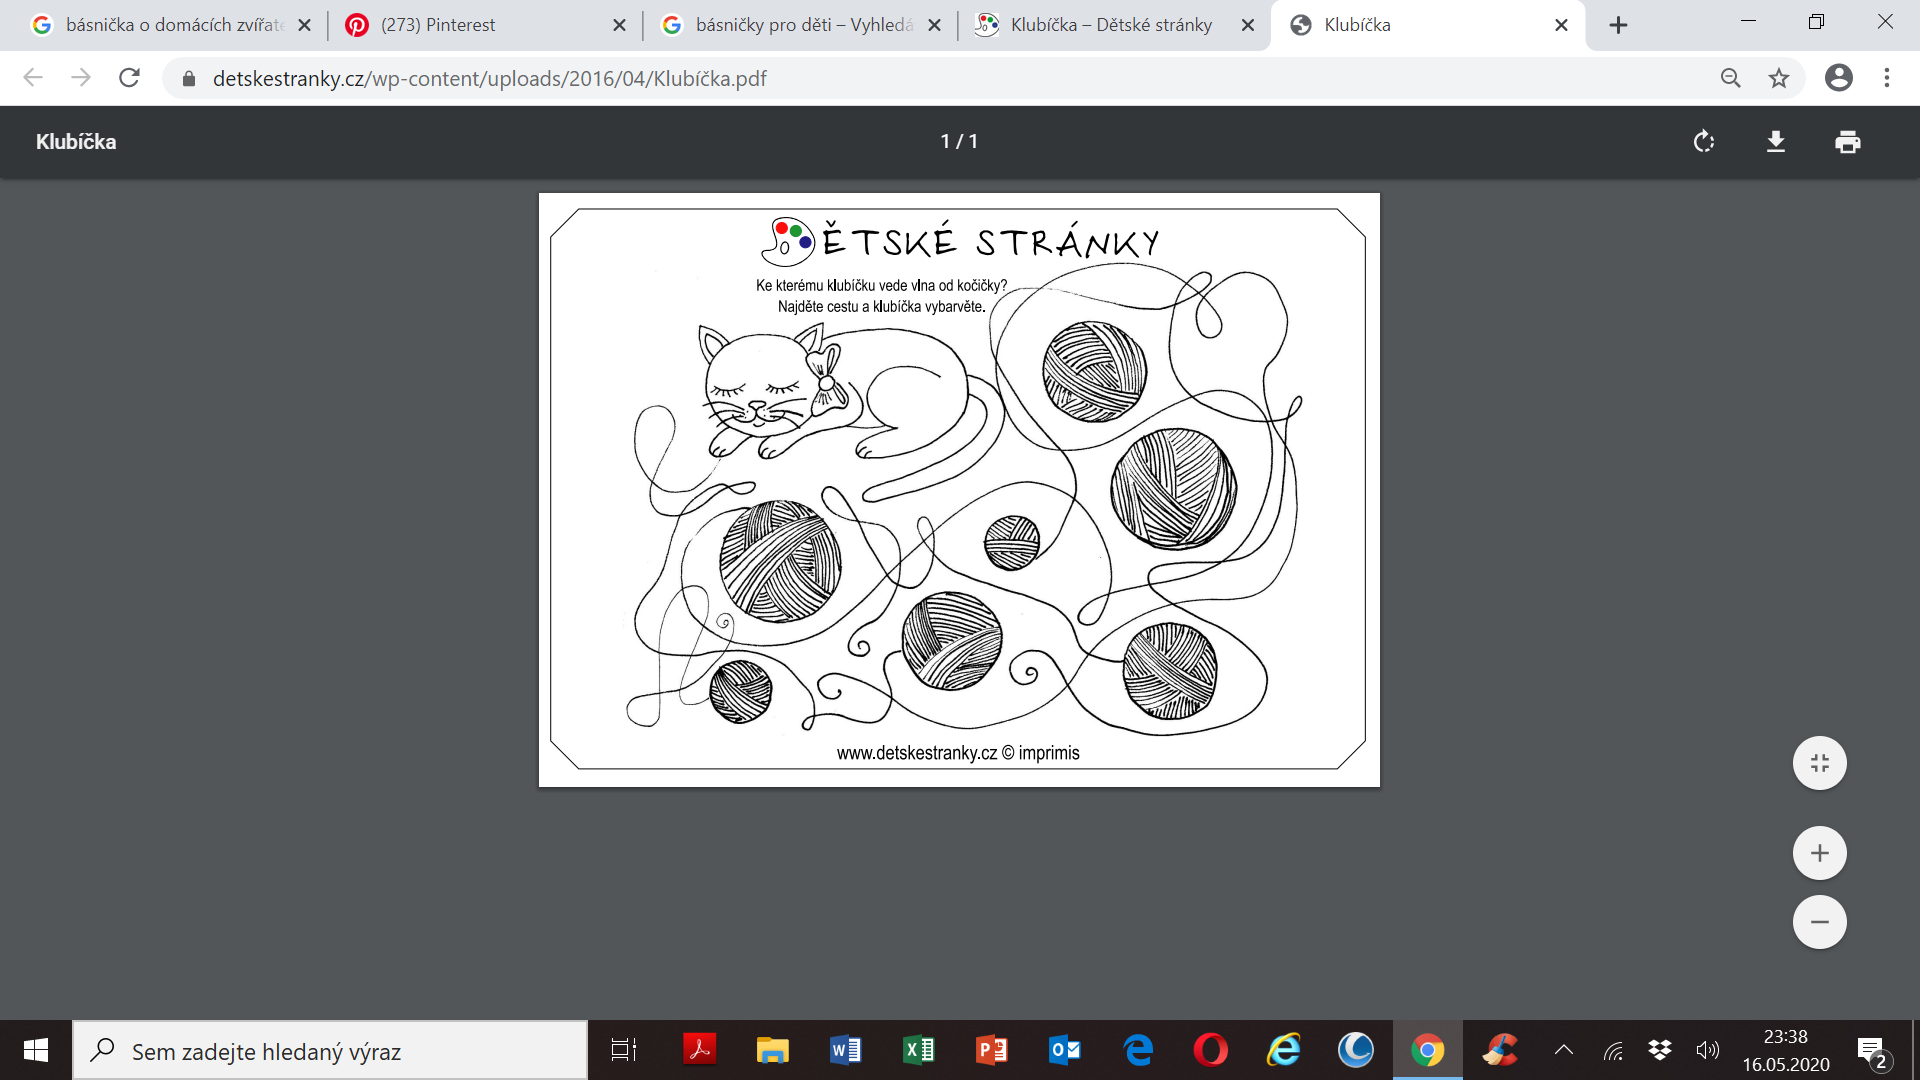 básnička o domácích zvířate
(273) Pinterest
básničky pro děti – Vyhledá
Klubíčka – Dětské stránky
Klubíčka
detskestranky.cz/wp-content/uploads/2016/04/Klubíčka.pdf
Klubíčka
1 / 1
ĚTSKÉ STRÁNKY
Ke kterému klubíčku vede vlna od kočičky?
Najděte cestu a klubíčka vybarvěte.
www.detskestranky.cz © imprimis
Sem zadejte hledaný výraz
23:38
16.05.2020
2